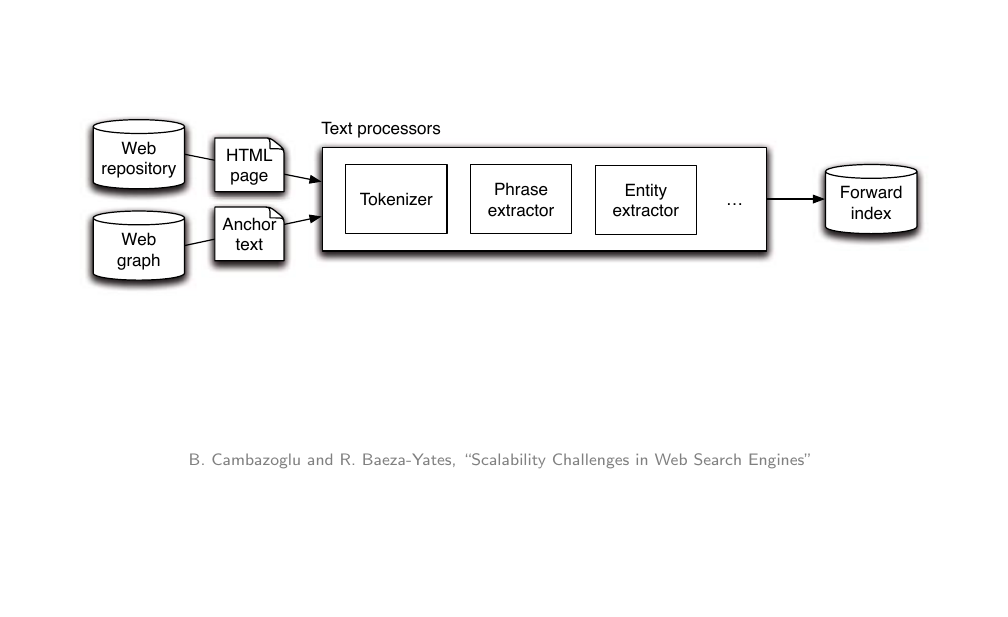 Text processors
Web
repository
HTML
page
Web
graph
Anchor
text
Tokenizer
Phrase
extractor
Entity
extractor
...
Forward
index
B. Cambazoglu and R. Baeza-Yates, “Scalability Challenges in Web Search Engines”